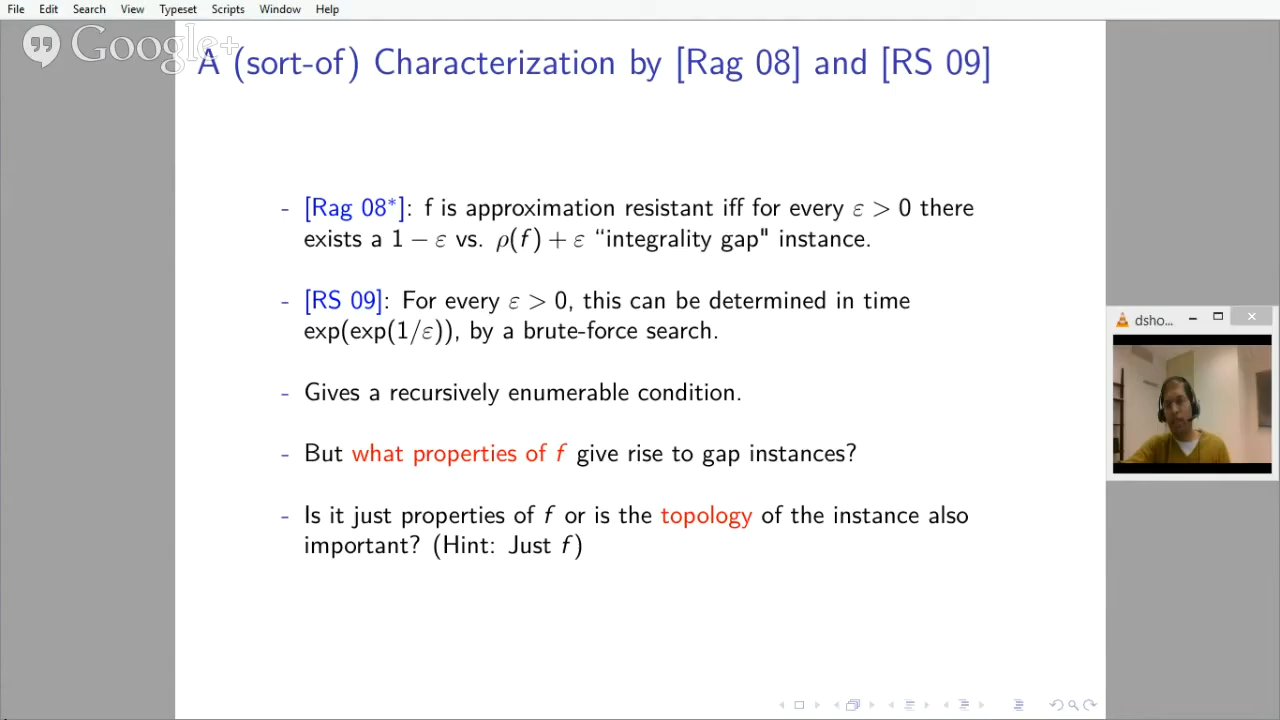 File Edit Search View Typeset Scripts Window Help
Google+
A (sort-of) Characterization by [Rag 08] and [RS 09]
- [Rag 08*]: f is approximation resistant iff for every ε > 0 there
exists a 1 − ε vs. ρ(f) + ε “integrality gap" instance.
- [RS 09]: For every ε > 0, this can be determined in time
exp(exp(1/ε)), by a brute-force search.
dsho...
- Gives a recursively enumerable condition.
- But what properties of f give rise to gap instances?
- Is it just properties of f or is the topology of the instance also
important? (Hint: Just f)